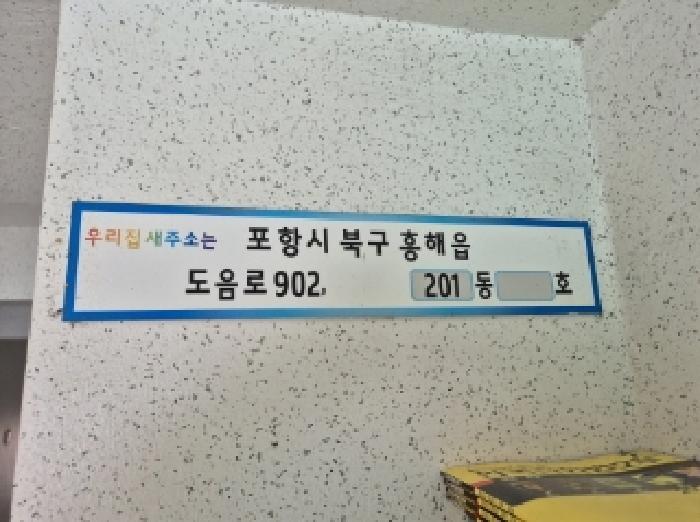 우리집새주소는 포항시 북구 흥해읍
도음로902, 201 동 호